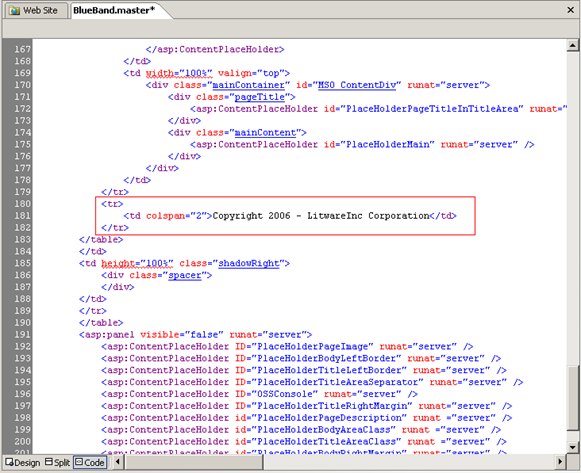 Web Site BlueBand.master*
167 </asp:ContentPlaceHolder>
168 </td>
169 <td width="100%" valign="top">
170 <div class="mainContainer" id="MSO_ContentDiv" runat="server">
171 <div class="pageTitle">
172 <asp:ContentPlaceHolder id="PlaceHolderPageTitleInTitleArea" runat=
173 </div>
174 <div class="mainContent">
175 <asp:ContentPlaceHolder id="PlaceHolderMain" runat="server" />
176 </div>
177 </div>
178 </td>
179 </tr>
180 <tr>
181 <td colspan="2">Copyright 2006 - LitwareInc Corporation</td>
182 </tr>
183 </table>
184 </td>
185 <td height="100%" class="shadowRight">
186 <div class="spacer">
187 </div>
188 </td>
189 </tr>
190 </table>
191 <asp:panel visible="false" runat="server">
192 <asp:ContentPlaceHolder ID="PlaceHolderPageImage" runat="server" />
193 <asp:ContentPlaceHolder ID="PlaceHolderBodyLeftBorder" runat="server" />
194 <asp:ContentPlaceHolder ID="PlaceHolderTitleLeftBorder" runat="server" />
195 <asp:ContentPlaceHolder ID="PlaceHolderTitleAreaSeparator" runat="server" />
196 <asp:ContentPlaceHolder ID="OSSConsole" runat="server" />
197 <asp:ContentPlaceHolder ID="PlaceHolderTitleRightMargin" runat="server" />
198 <asp:ContentPlaceHolder id="PlaceHolderPageDescription" runat ="server" />
199 <asp:ContentPlaceHolder id="PlaceHolderBodyAreaClass" runat ="server" />
200 <asp:ContentPlaceHolder id="PlaceHolderTitleAreaClass" runat ="server" />
201 <asp:ContentPlaceHolder id="PlaceHolderBodyRightMargin" runat="server" />
Design Split Code